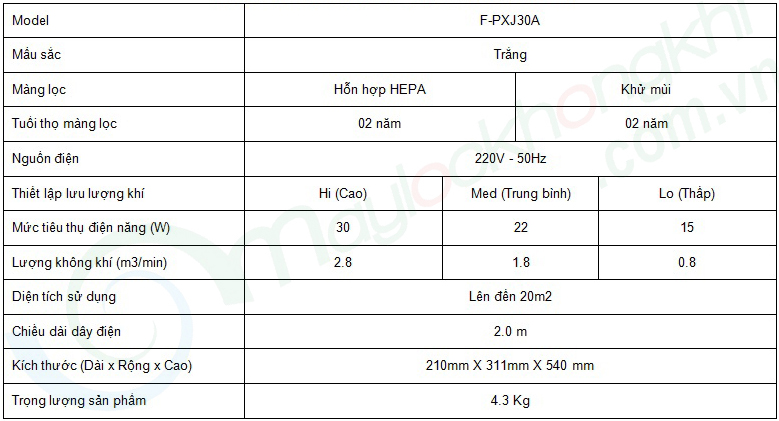 Model F-PXJ30A
Mầu sắc Trắng
Màng lọc Hỗn hợp HEPA Khử mùi
Tuổi thọ màng lọc 02 năm 02 năm
Nguồn điện 220V - 50Hz
Thiết lập lưu lượng khí Hi (Cao) Med (Trung bình) Lo (Thấp)
Mức tiêu thụ điện năng (W) 30 22 15
Lượng không khí (m3/min) 2.8 1.8 0.8
Diện tích sử dụng Lên đến 20m2
Chiều dài dây điện 2.0 m
Kích thước (Dài x Rộng x Cao) 210mm X 311mm X 540 mm
Trọng lượng sản phẩm 4.3 Kg
maylockhongkhi
.com.vn